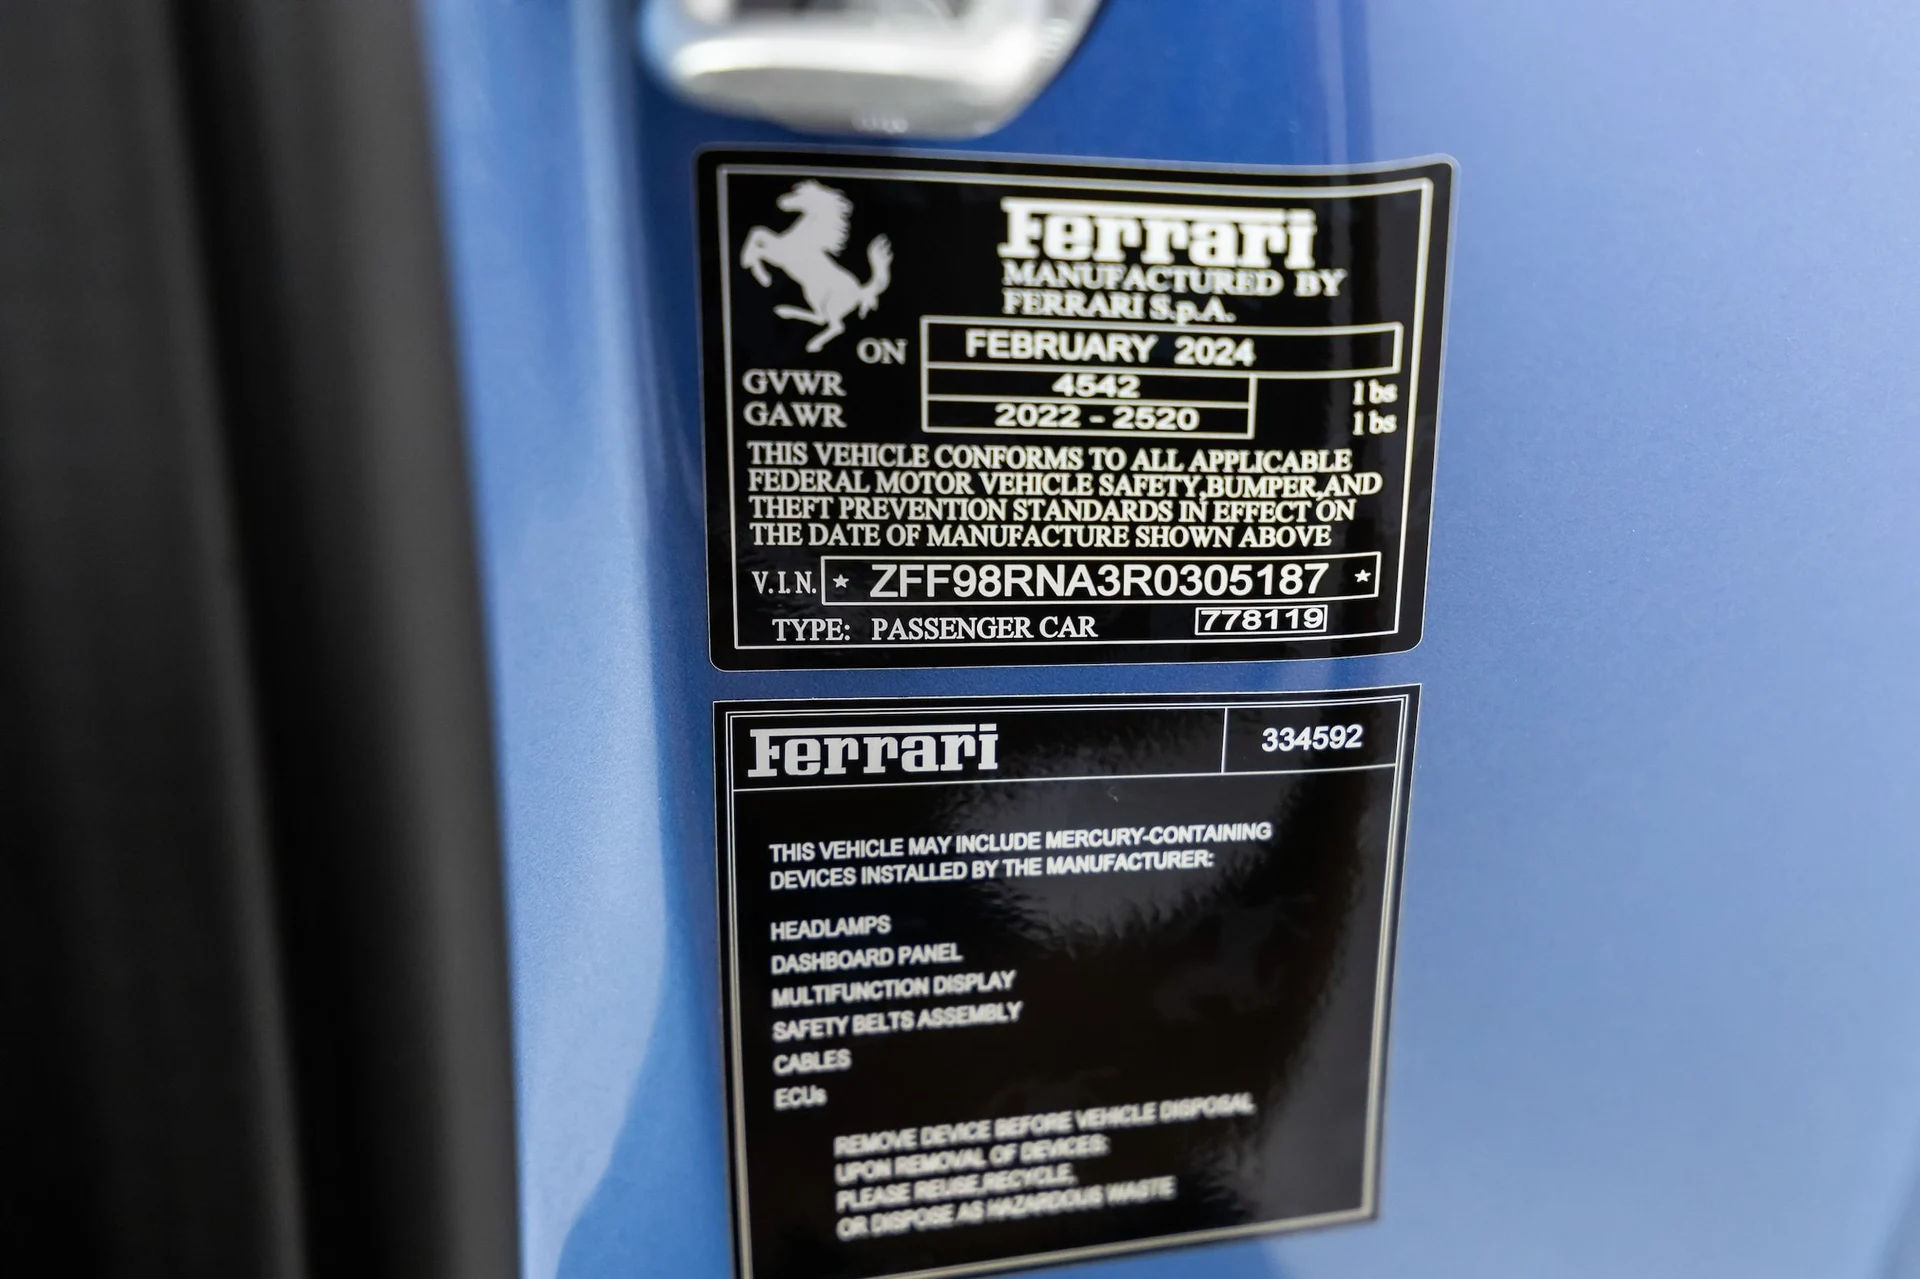 Ferrari
MANUFACTURED BY
FERRARI S.p.A.
ON FEBRUARY 2024
GVWR 4542 lbs
GAWR 2022 - 2520 lbs
THIS VEHICLE CONFORMS TO ALL APPLICABLE
FEDERAL MOTOR VEHICLE SAFETY,BUMPER,AND
THEFT PREVENTION STANDARDS IN EFFECT ON
THE DATE OF MANUFACTURE SHOWN ABOVE
V.I.N. * ZFF98RNA3R0305187 *
TYPE: PASSENGER CAR 778119
Ferrari 334592
THIS VEHICLE MAY INCLUDE MERCURY-CONTAINING
DEVICES INSTALLED BY THE MANUFACTURER:
HEADLAMPS
DASHBOARD PANEL
MULTIFUNCTION DISPLAY
SAFETY BELTS ASSEMBLY
CABLES
ECUs
REMOVE DEVICE BEFORE VEHICLE DISPOSAL
UPON REMOVAL OF DEVICES:
PLEASE REUSE,RECYCLE,
OR DISPOSE AS HAZARDOUS WASTE